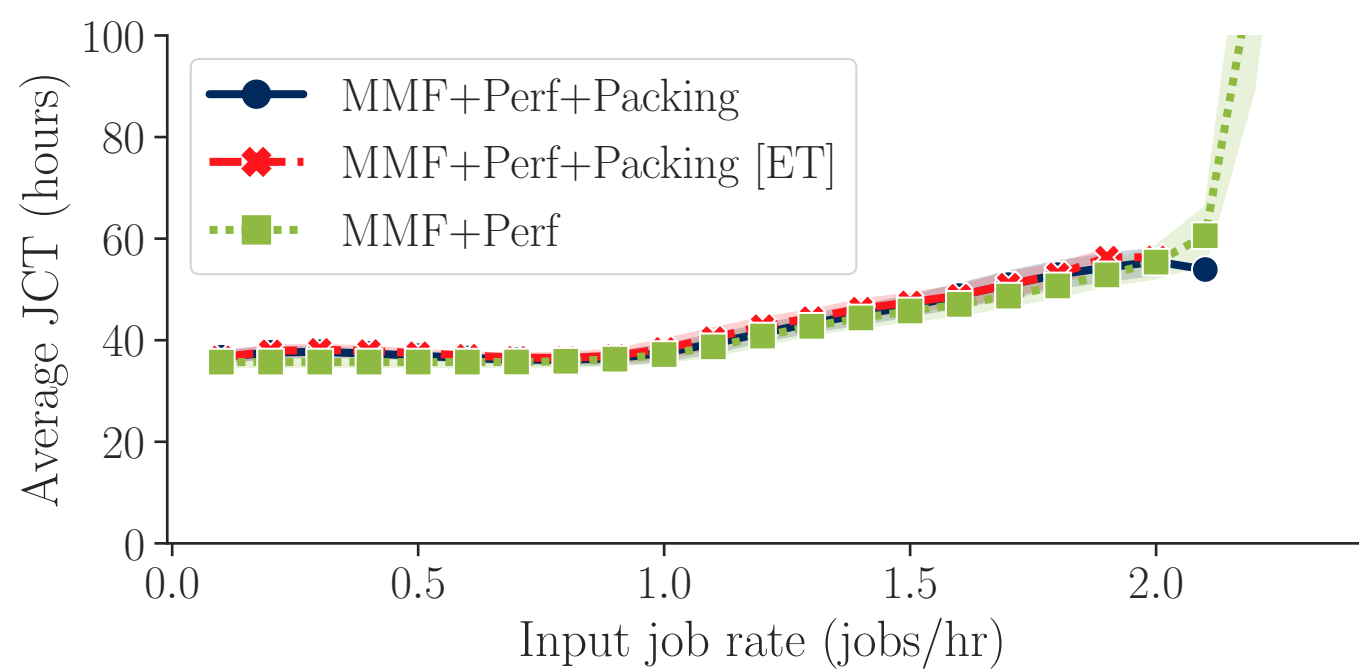 100
80
60
40
20
0
Average JCT (hours)
MMF+Perf+Packing
MMF+Perf+Packing [ET]
MMF+Perf
0.0 0.5 1.0 1.5 2.0
Input job rate (jobs/hr)